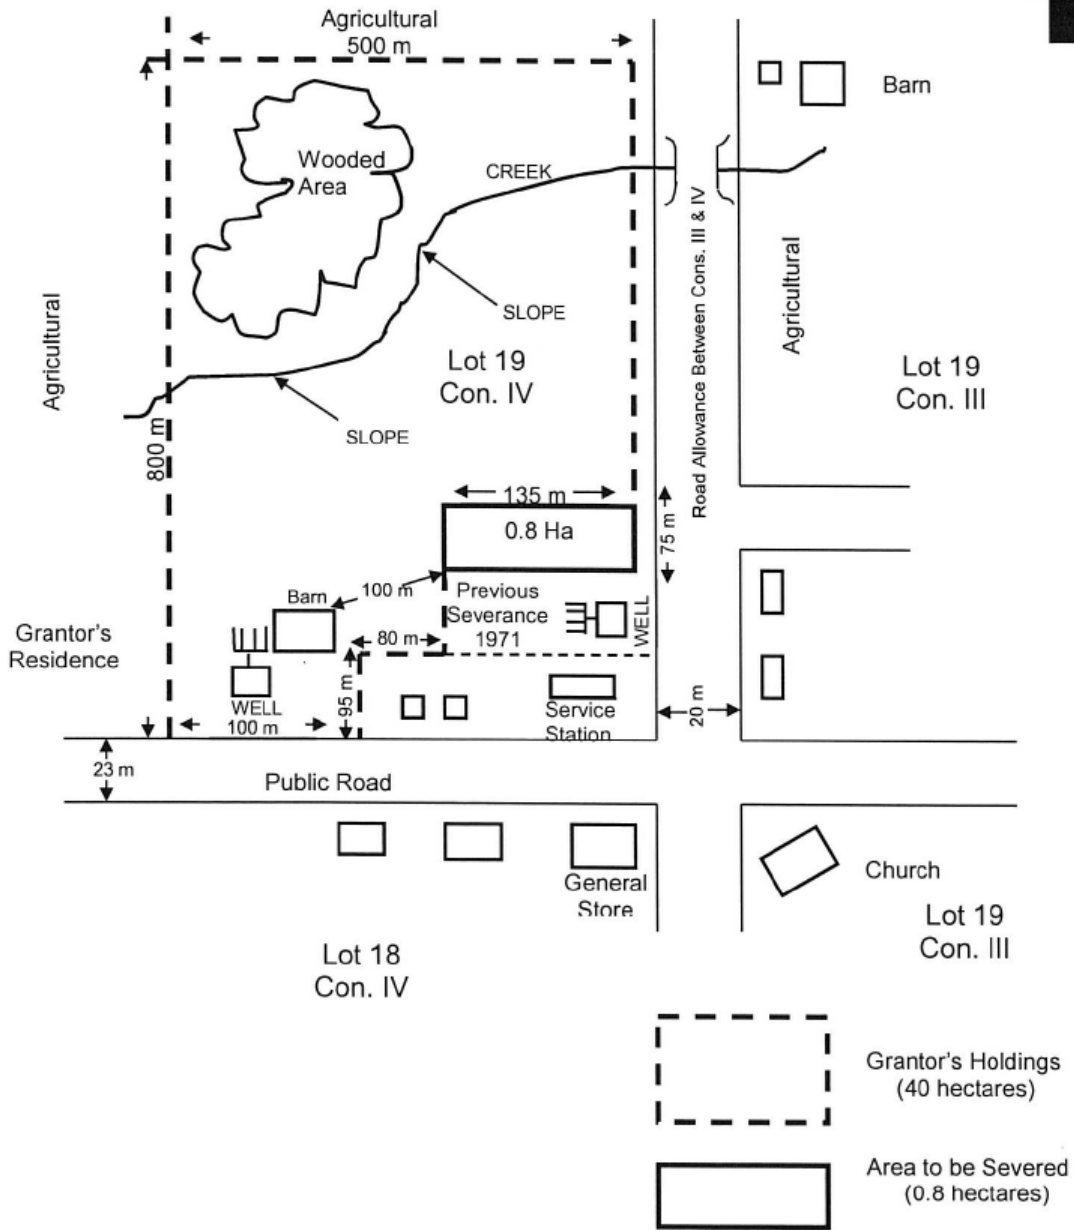 Agricultural
500 m
Barn
Wooded
Area
CREEK
Road Allowance Between Cons. III & IV
Agricultural
Agricultural
SLOPE
Lot 19
Con. IV
Lot 19
Con. III
SLOPE
800 m
135 m
0.8 Ha
75 m
Barn
100 m
Previous
Severance
1971
WELL
Grantor's
Residence
80 m
95 m
WELL
100 m
Service
Station
20 m
23 m
Public Road
General
Store
Church
Lot 19
Con. III
Lot 18
Con. IV
Grantor's Holdings
(40 hectares)
Area to be Severed
(0.8 hectares)